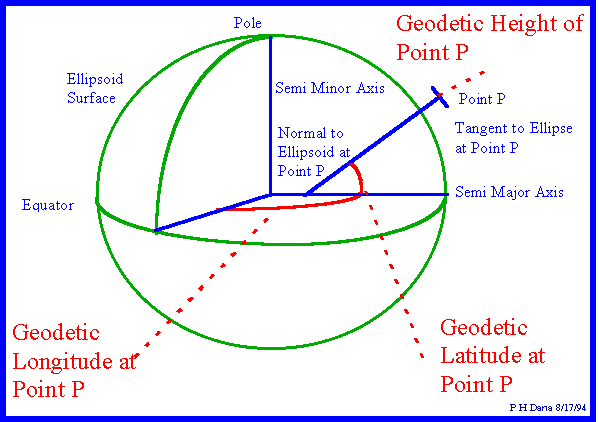 Pole
Geodetic Height of
Point P
Ellipsoid
Surface
Semi Minor Axis
Point P
Normal to
Ellipsoid at
Point P
Tangent to Ellipse
at Point P
Equator
Semi Major Axis
Geodetic
Longitude at
Point P
Geodetic
Latitude at
Point P
P H Dana 8/17/94